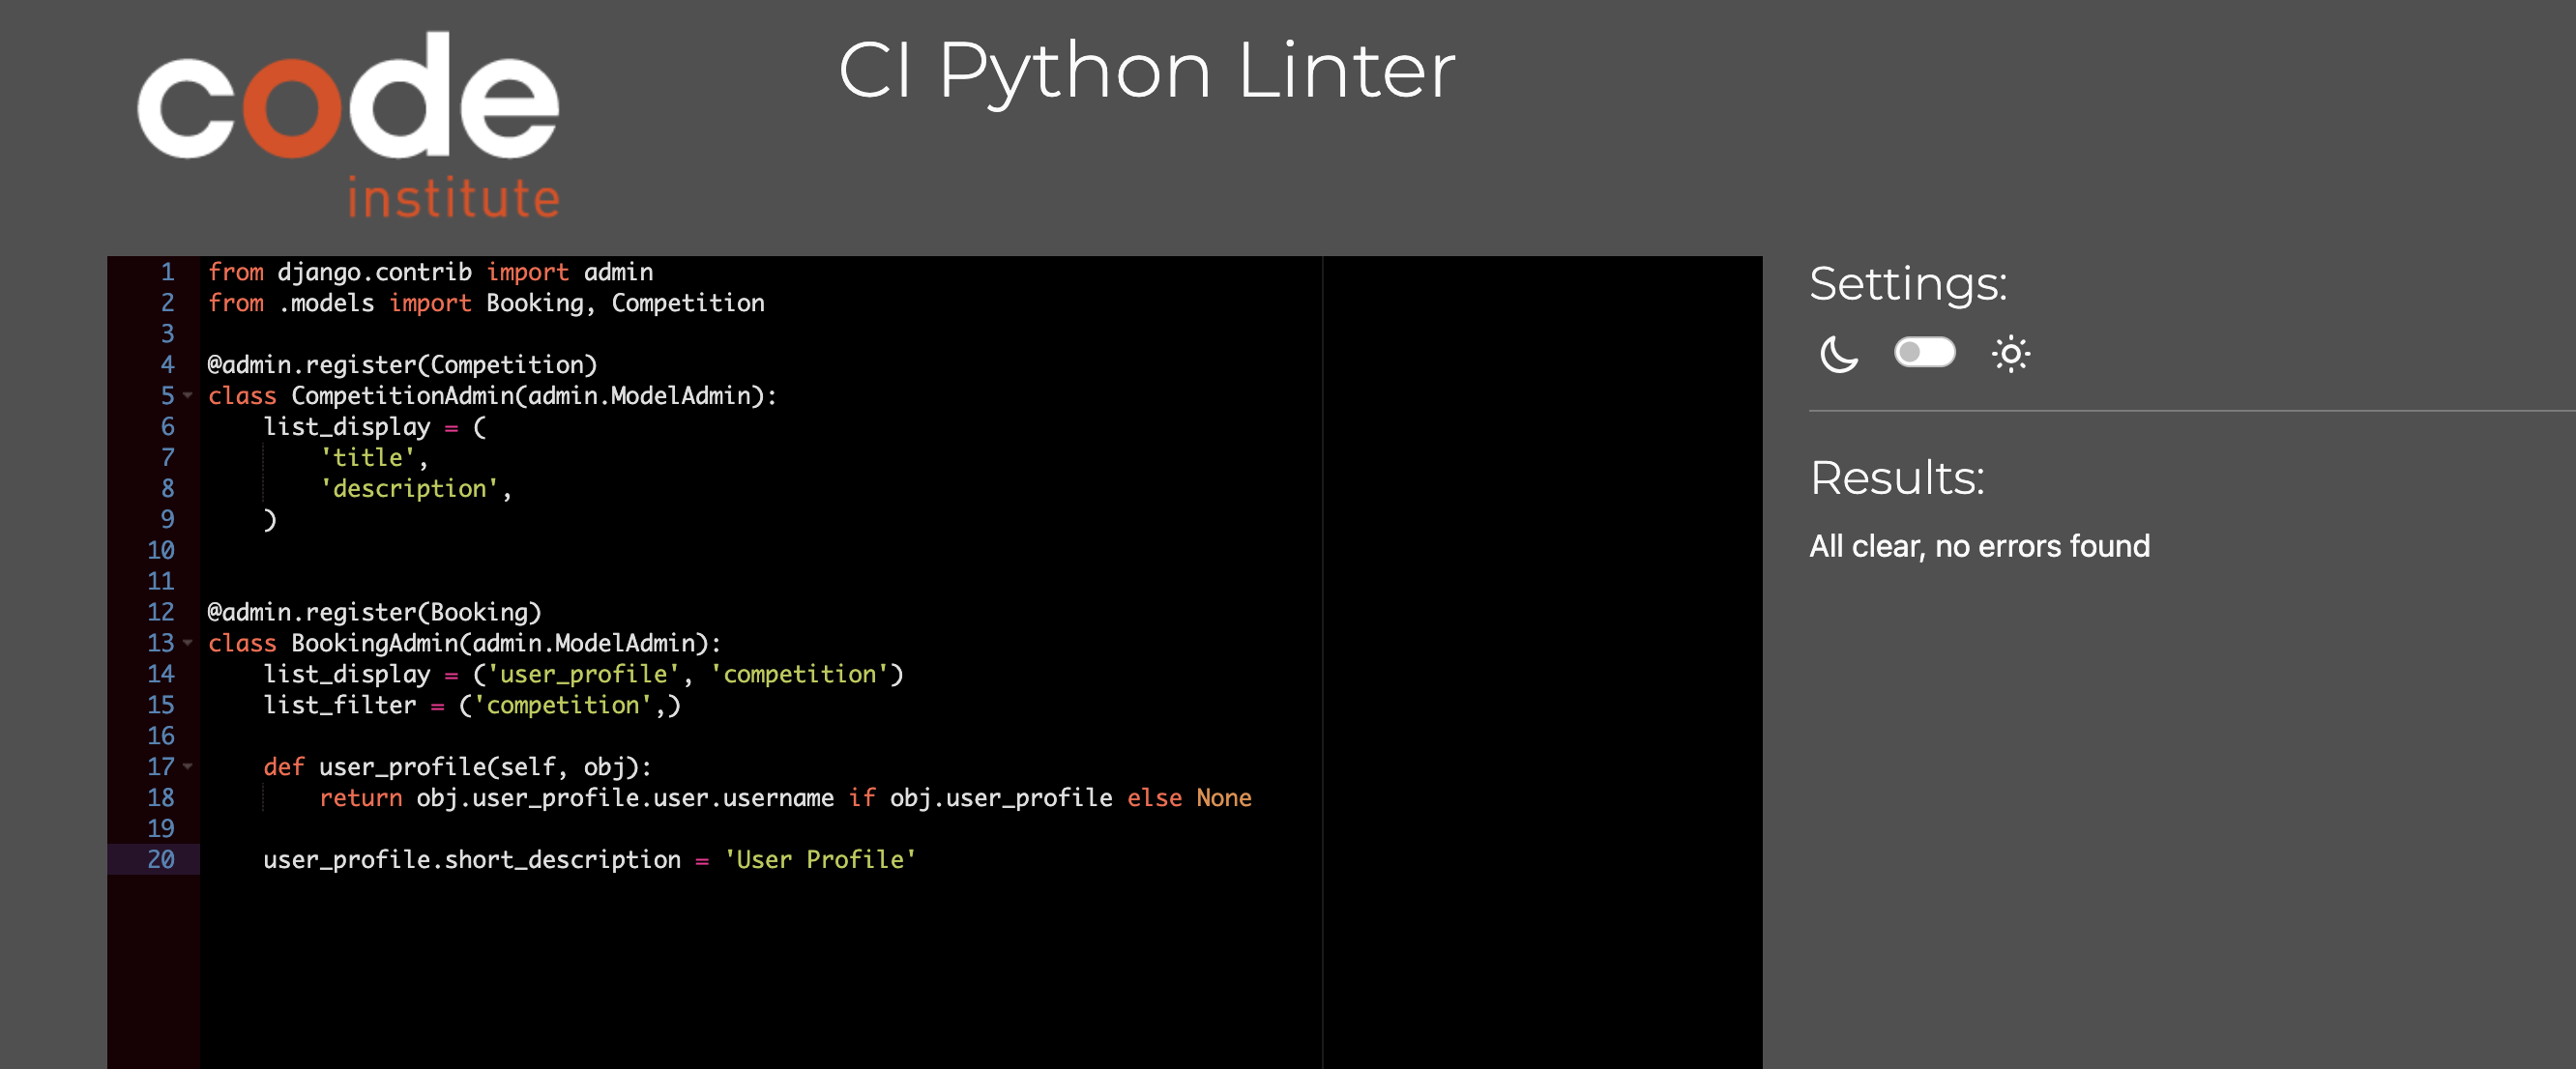 code
institute
CI Python Linter
1 from django.contrib import admin
2 from .models import Booking, Competition
3
4 @admin.register(Competition)
5 class CompetitionAdmin(admin.ModelAdmin):
6     list_display = (
7         'title',
8         'description',
9     )
10
11
12 @admin.register(Booking)
13 class BookingAdmin(admin.ModelAdmin):
14     list_display = ('user_profile', 'competition')
15     list_filter = ('competition',)
16
17     def user_profile(self, obj):
18         return obj.user_profile.user.username if obj.user_profile else None
19
20     user_profile.short_description = 'User Profile'
Settings:
Results:
All clear, no errors found